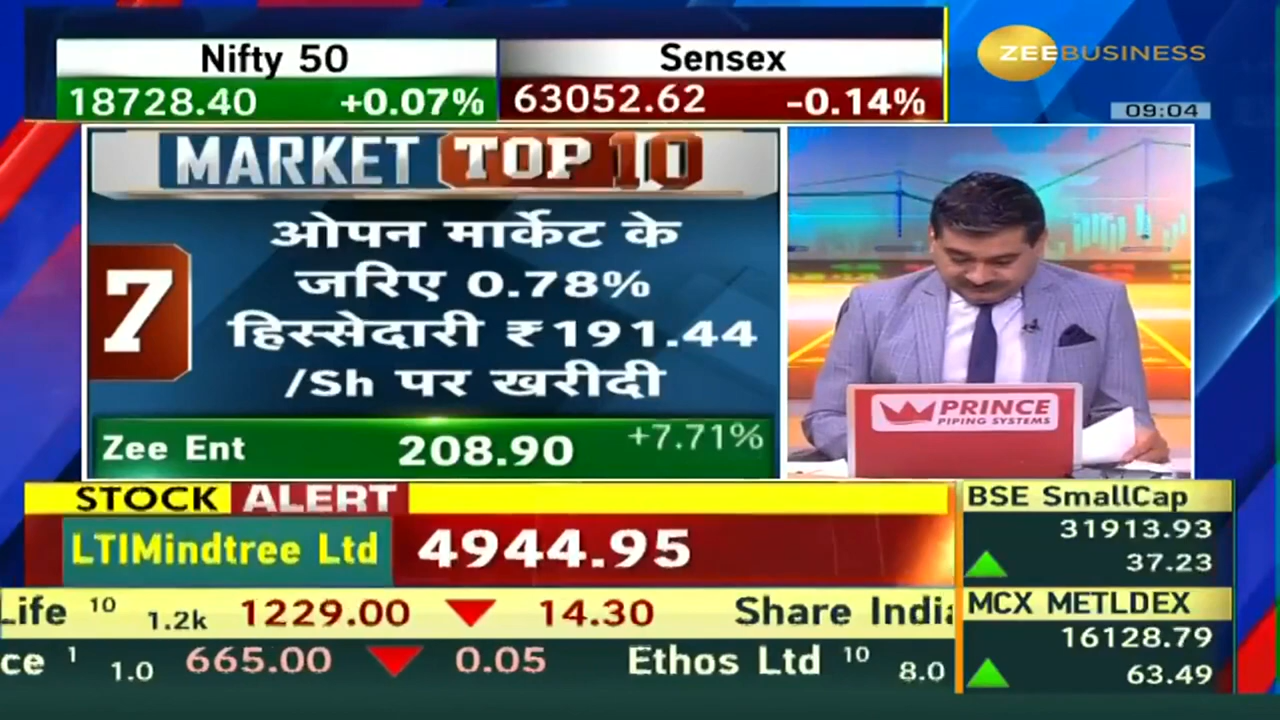 Nifty 50
18728.40 +0.07%
Sensex
63052.62 -0.14%
ZEEBUSINESS
09:04
MARKET TOP 10
7
ओपन मार्केट के
जरिए 0.78%
हिस्सेदारी ₹191.44
/Sh पर खरीदी
Zee Ent 208.90 +7.71%
PRINCE
PIPING SYSTEMS
STOCK ALERT
LTIMindtree Ltd 4944.95
BSE SmallCap
31913.93
37.23
MCX METLDEX
16128.79
63.49
Life 10 1.2k 1229.00 14.30 Share India
ce 1 1.0 665.00 0.05 Ethos Ltd 10 8.0